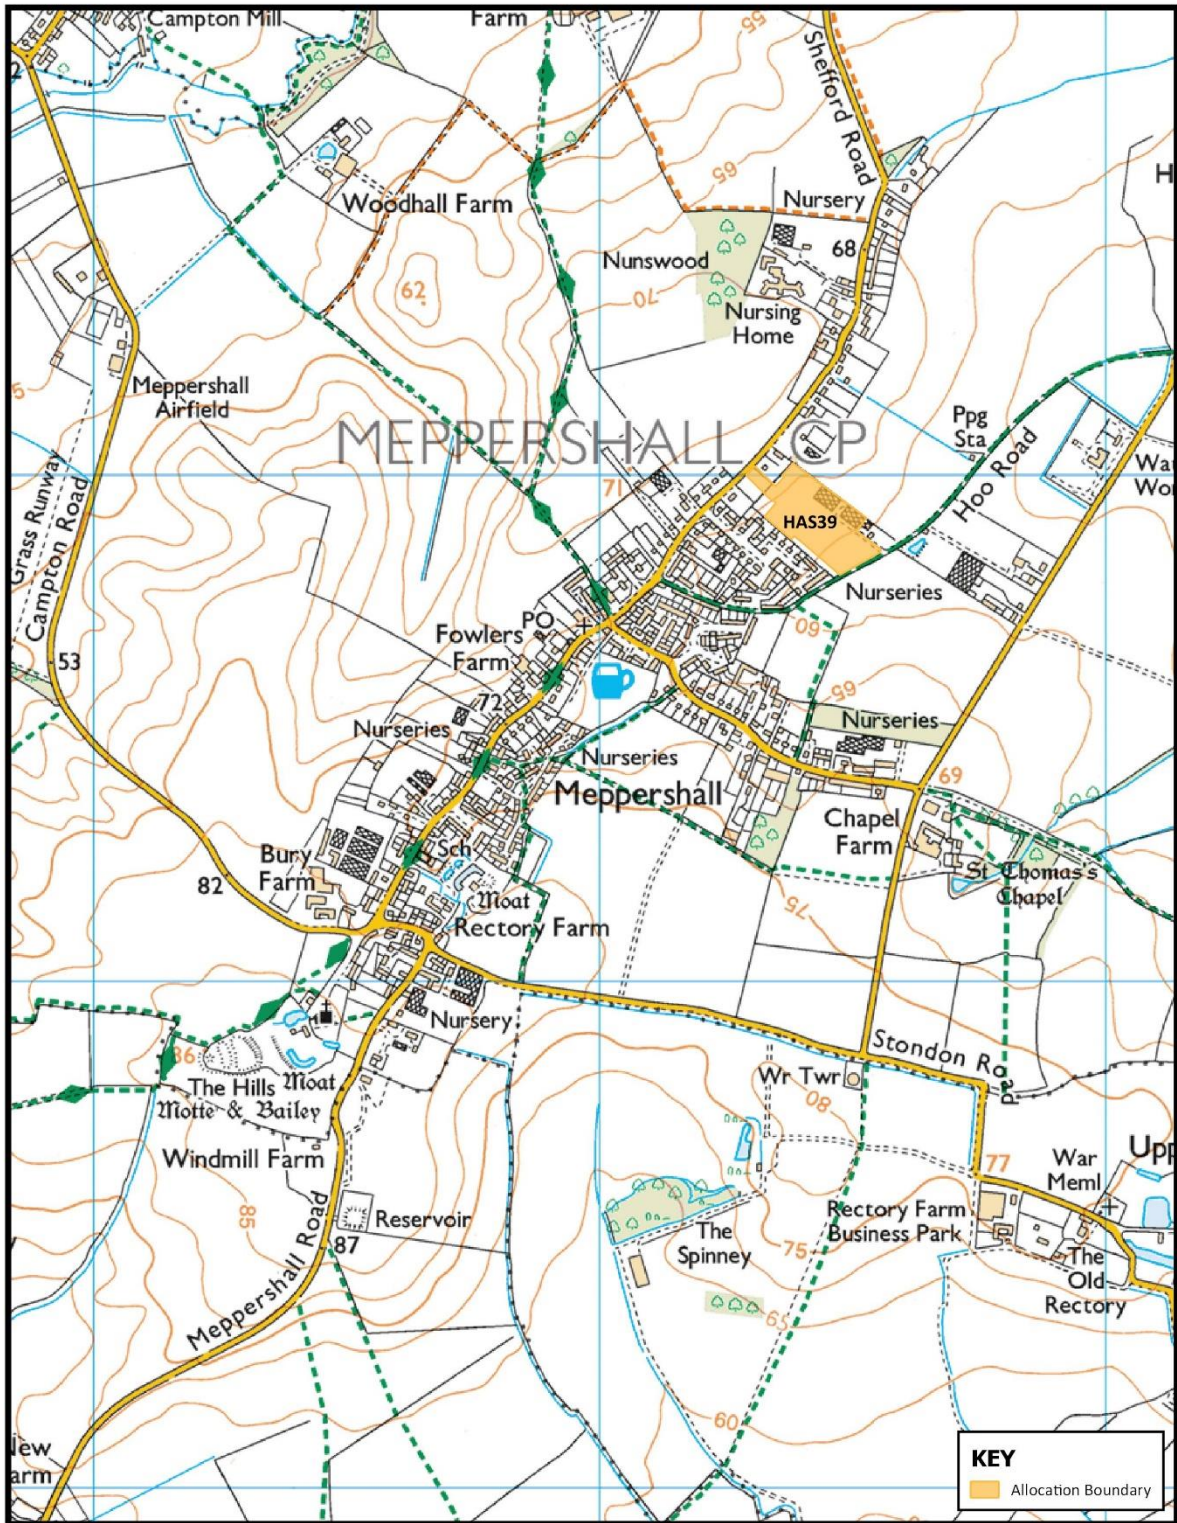 Campton Mill
Farm
55
Shefford Road
65
Nursery
68
Woodhall Farm
Nunswood
62
70
Nursing
Home
Meppershall
Airfield
MEPPERSHALL CP
Ppg
Sta
Hoo Road
71
HAS39
Grass Runway
Campton Road
Nurseries
PO
60
Fowlers
Farm
53
65
72
Nurseries
Nurseries
Nurseries
69
Meppershall
Chapel
Farm
Sch
Bury
Farm
82
Moat
St Thomas's
Chapel
75
Rectory Farm
Nursery
86
The Hills
Moat
Motte & Bailey
Stondon Road
Wr Twr
80
Windmill Farm
77
War
Meml
Upp
85
Reservoir
87
The
Spinney
Rectory Farm
Business Park
75
The
Old
Rectory
Meppershall Road
65
60
KEY
Allocation Boundary